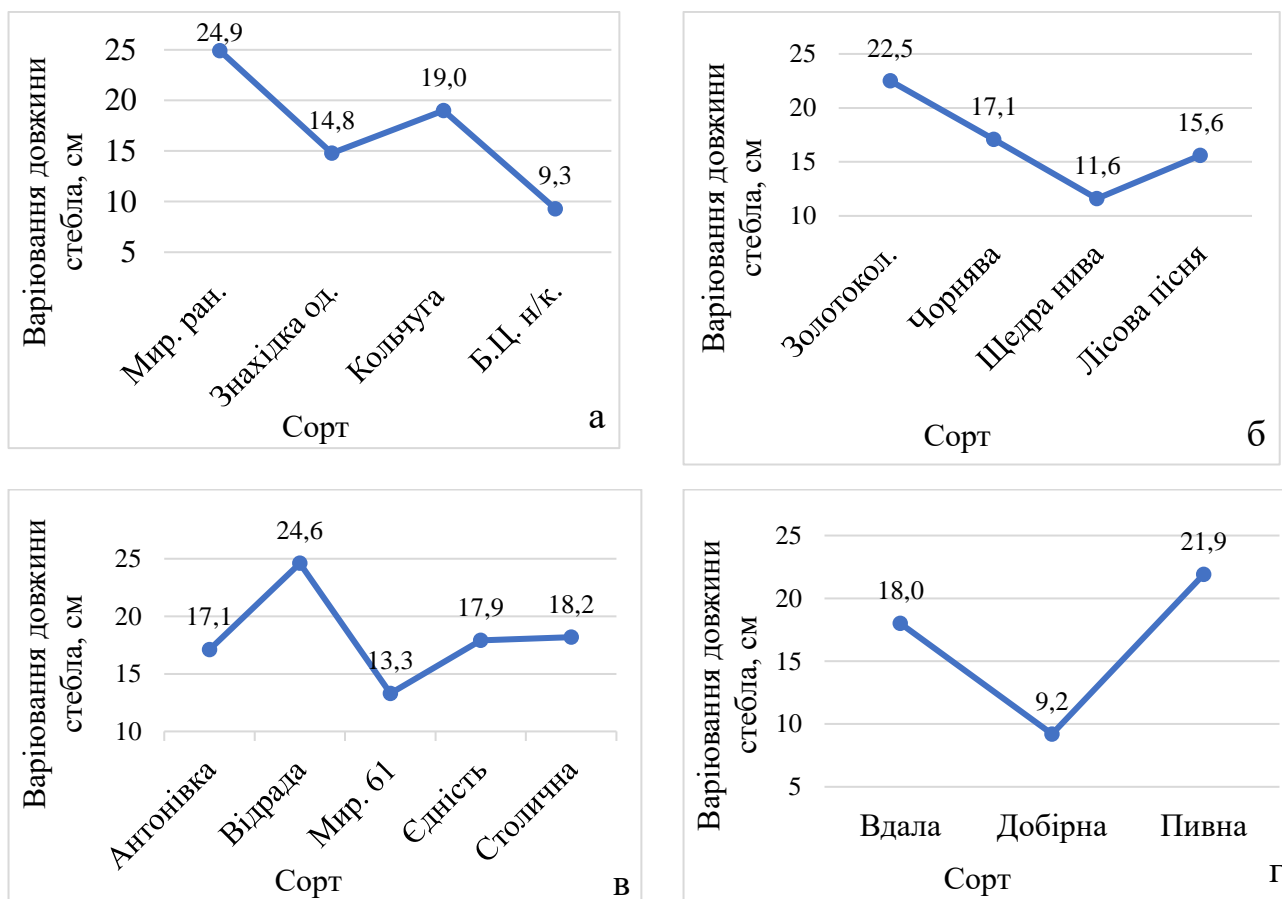 Варіювання довжини
стебла, см
25
20
15
10
5
24,9
14,8
19,0
9,3
Мир. ран.
Знахідка од.
Кольчуга
Б.Ц. н/к.
Сорт
а
Варіювання довжини
стебла, см
25
20
15
10
22,5
17,1
11,6
15,6
Золотокол.
Чорнява
Щедра нива
Лісова пісня
Сорт
б
Варіювання довжини
стебла, см
25
20
15
10
17,1
24,6
13,3
17,9
18,2
Антонівка
Відрада
Мир. 61
Єдність
Столична
Сорт
в
Варіювання довжини
стебла, см
25
20
15
10
5
18,0
9,2
21,9
Вдала
Добірна
Пивна
Сорт
г